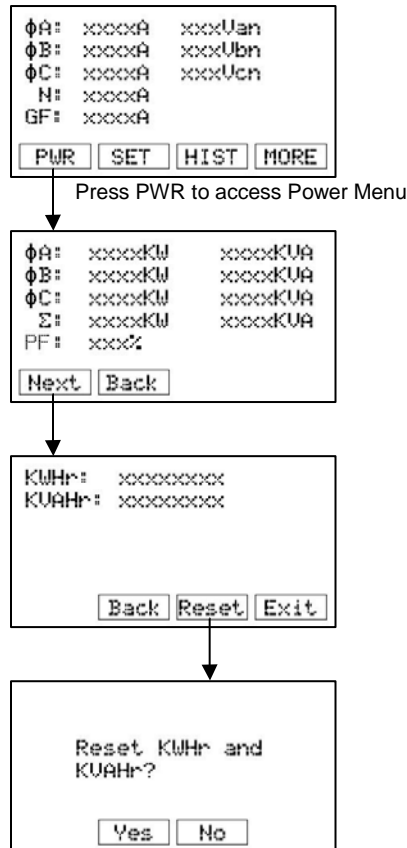 ϕA: xxxxA xxxVan
ϕB: xxxxA xxxVbn
ϕC: xxxxA xxxVcn
N: xxxxA
GF: xxxxA
PWR SET HIST MORE
Press PWR to access Power Menu
ϕA: xxxxKW xxxxKVA
ϕB: xxxxKW xxxxKVA
ϕC: xxxxKW xxxxKVA
Σ: xxxxKW xxxxKVA
PF: xxx%
Next Back
KWHr: xxxxxxxxx
KVAHr: xxxxxxxxx
Back Reset Exit
Reset KWHr and
KVAHr?
Yes No